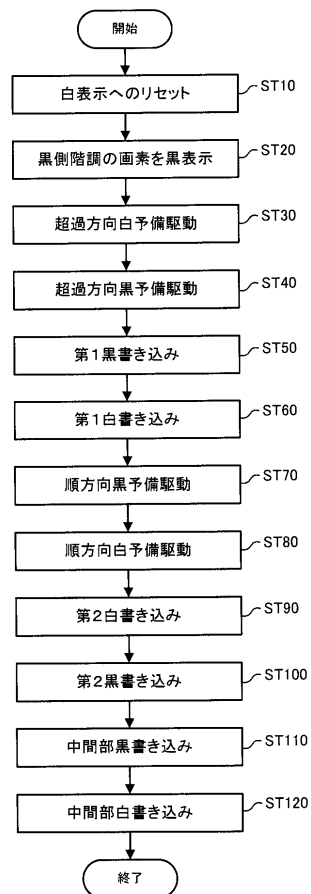 開始
白表示へのリセット
ST10
黒側階調の画素を黒表示
ST20
超過方向白予備駆動
ST30
超過方向黒予備駆動
ST40
第1黒書き込み
ST50
第1白書き込み
ST60
順方向黒予備駆動
ST70
順方向白予備駆動
ST80
第2白書き込み
ST90
第2黒書き込み
ST100
中間部黒書き込み
ST110
中間部白書き込み
ST120
終了